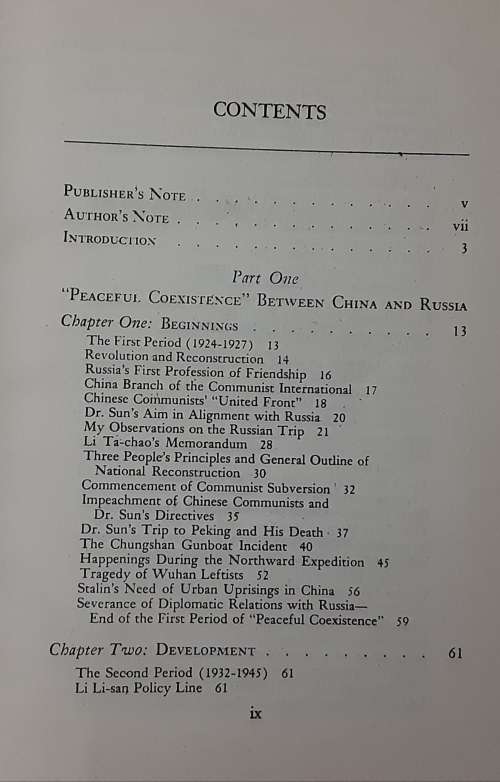 CONTENTS
PUBLISHER'S NOTE . . . . . . . . . . . . . v
AUTHOR'S NOTE . . . . . . . . . . . . . . vii
INTRODUCTION . . . . . . . . . . . . . . 3
Part One
"PEACEFUL COEXISTENCE" BETWEEN CHINA AND RUSSIA
Chapter One: BEGINNINGS . . . . . . . . . . 13
The First Period (1924-1927) 13
Revolution and Reconstruction 14
Russia's First Profession of Friendship 16
China Branch of the Communist International 17
Chinese Communists' "United Front" 18
Dr. Sun's Aim in Alignment with Russia 20
My Observations on the Russian Trip 21
Li Ta-chao's Memorandum 28
Three People's Principles and General Outline of
National Reconstruction 30
Commencement of Communist Subversion 32
Impeachment of Chinese Communists and
Dr. Sun's Directives 35
Dr. Sun's Trip to Peking and His Death 37
The Chungshan Gunboat Incident 40
Happenings During the Northward Expedition 45
Tragedy of Wuhan Leftists 52
Stalin's Need of Urban Uprisings in China 56
Severance of Diplomatic Relations with Russia—
End of the First Period of "Peaceful Coexistence" 59
Chapter Two: DEVELOPMENT . . . . . . . . . 61
The Second Period (1932-1945) 61
Li Li-san Policy Line 61
ix